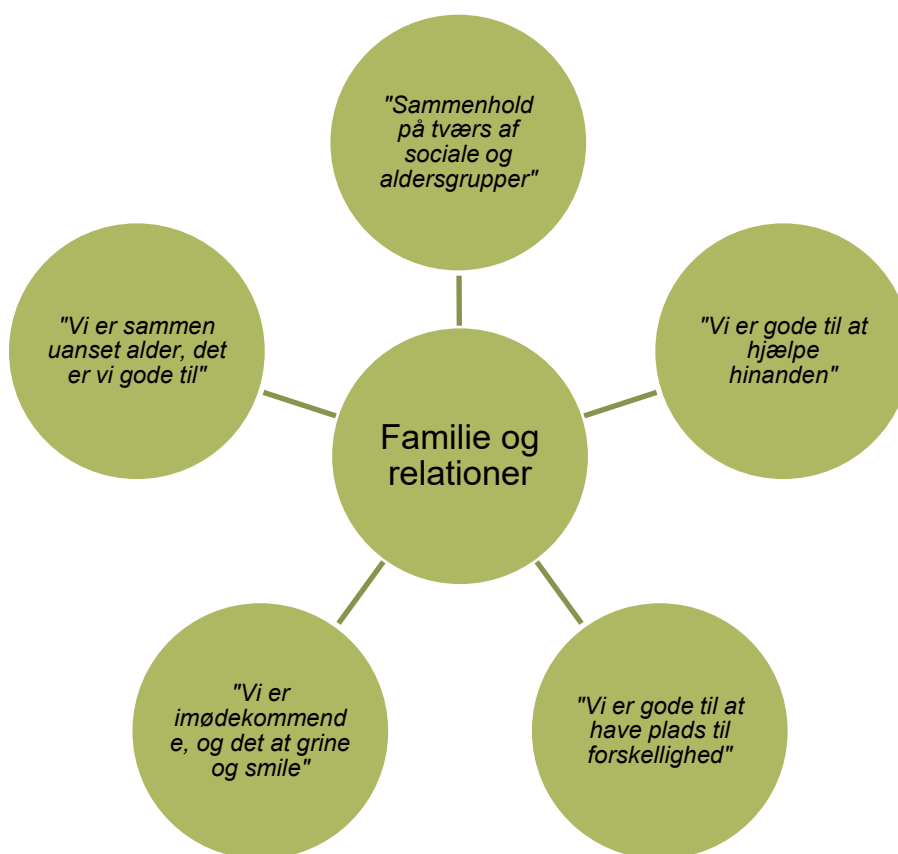 "Sammenhold
på tværs af
sociale og
aldersgrupper"
"Vi er sammen
uanset alder, det
er vi gode til"
"Vi er gode til at
hjælpe
hinanden"
Familie og
relationer
"Vi er
imødekommend
e, og det at grine
og smile"
"Vi er gode til at
have plads til
forskellighed"